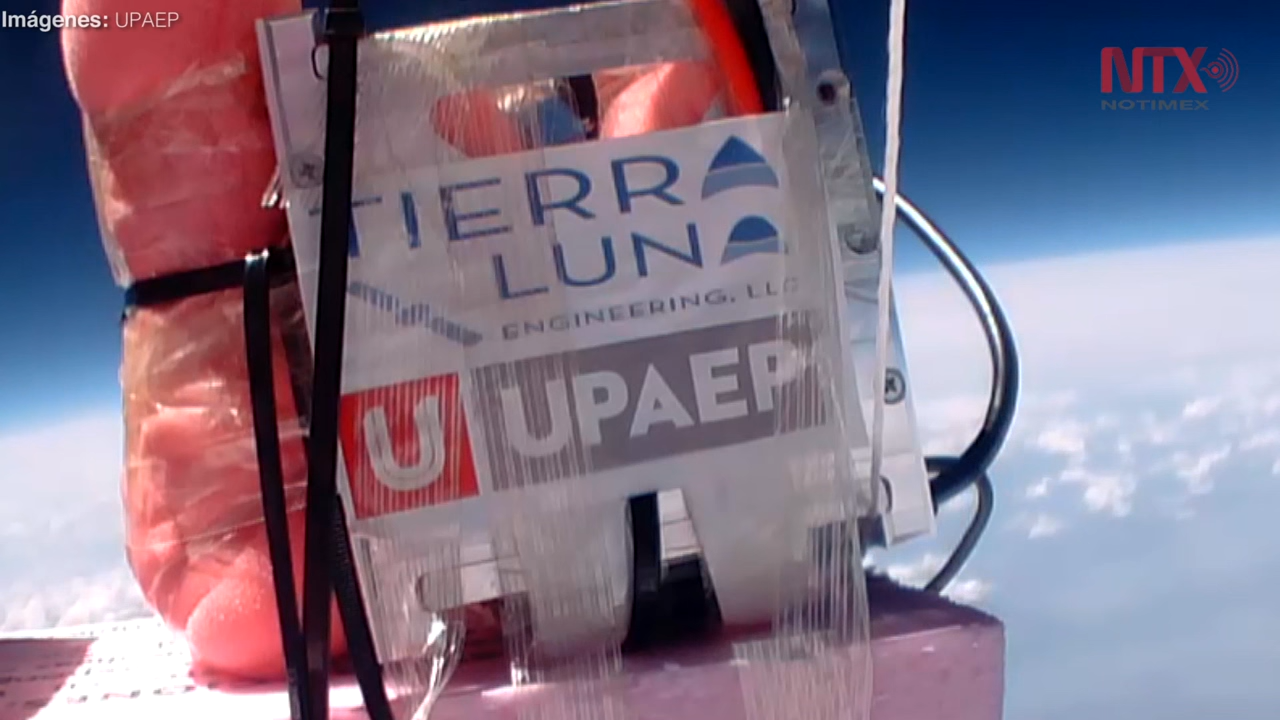 Imágenes: UPAEP
NTX
NOTIMEX
TIERRA
LUNA
ENGINEERING, LLC
U UPAEP